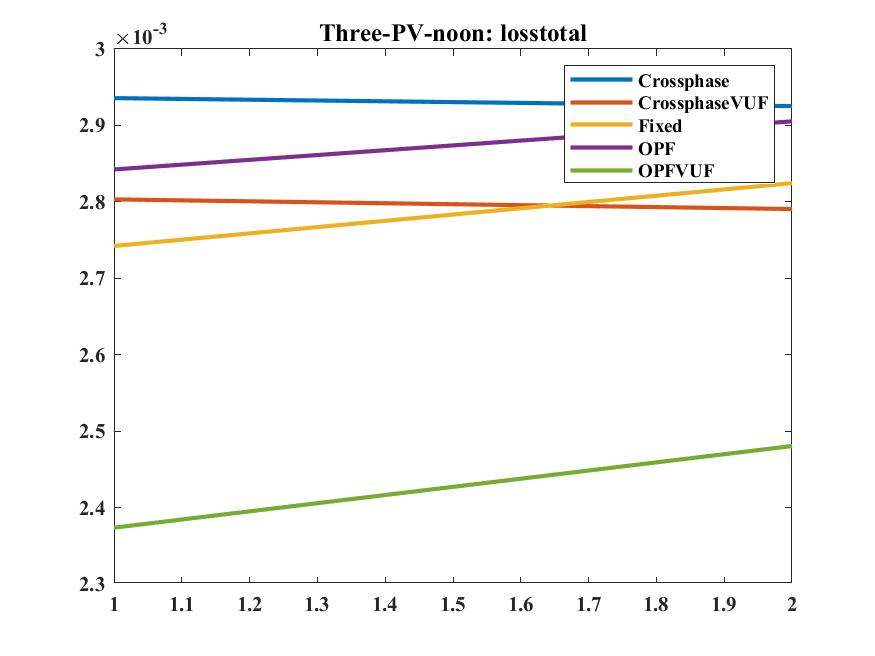 Three-PV-noon: losstotal
×10-3
3
2.9
2.8
2.7
2.6
2.5
2.4
2.3
Crossphase
CrossphaseVUF
Fixed
OPF
OPFVUF
1 1.1 1.2 1.3 1.4 1.5 1.6 1.7 1.8 1.9 2